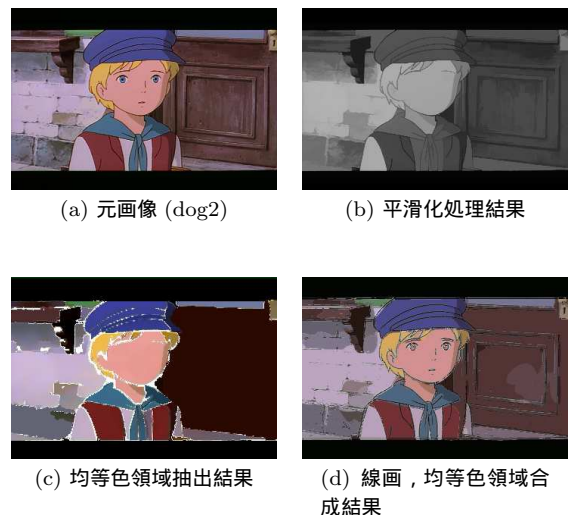 (a) 元画像 (dog2)
(b) 平滑化処理結果
(c) 均等色領域抽出結果
(d) 線画，均等色領域合
成結果